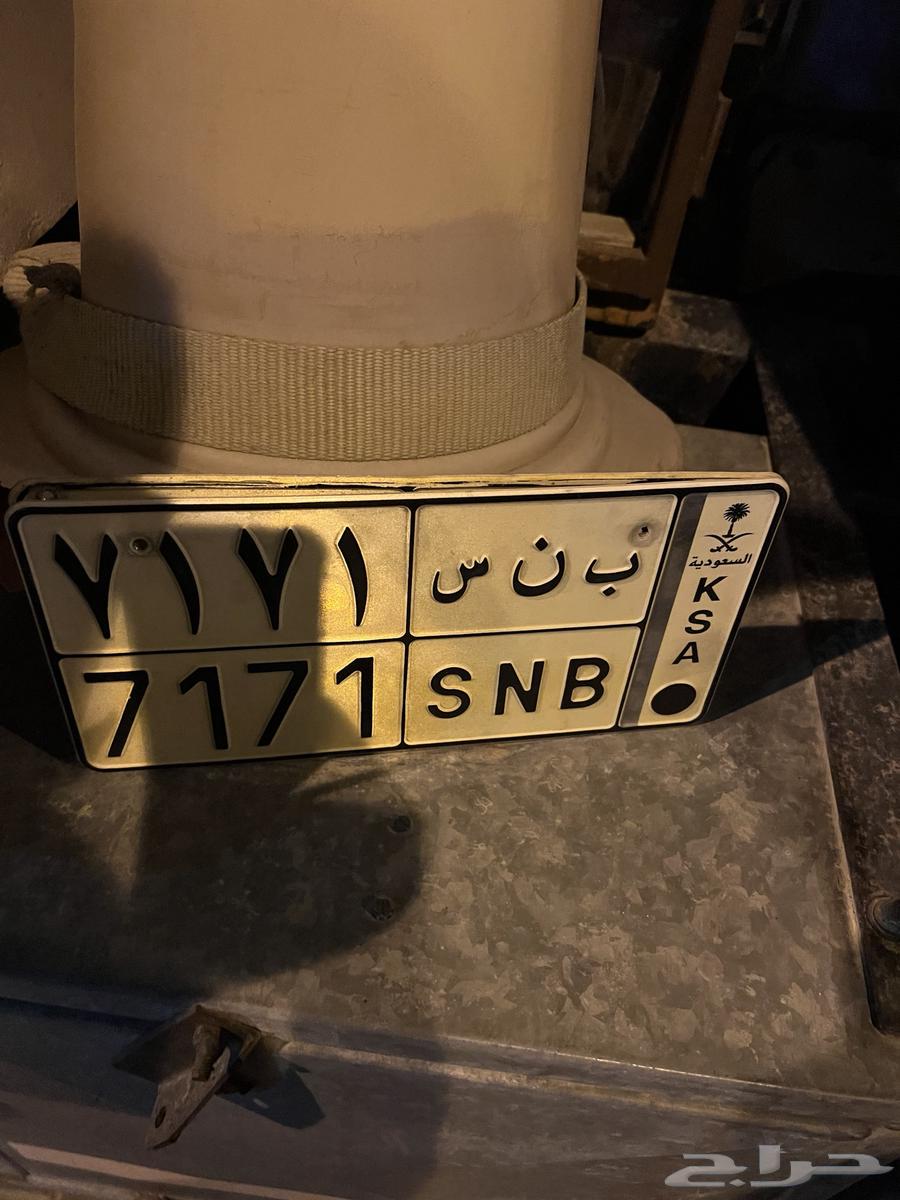 ٧١٧١ ب ن س
7171 SNB
السعودية
K
S
A
حراج